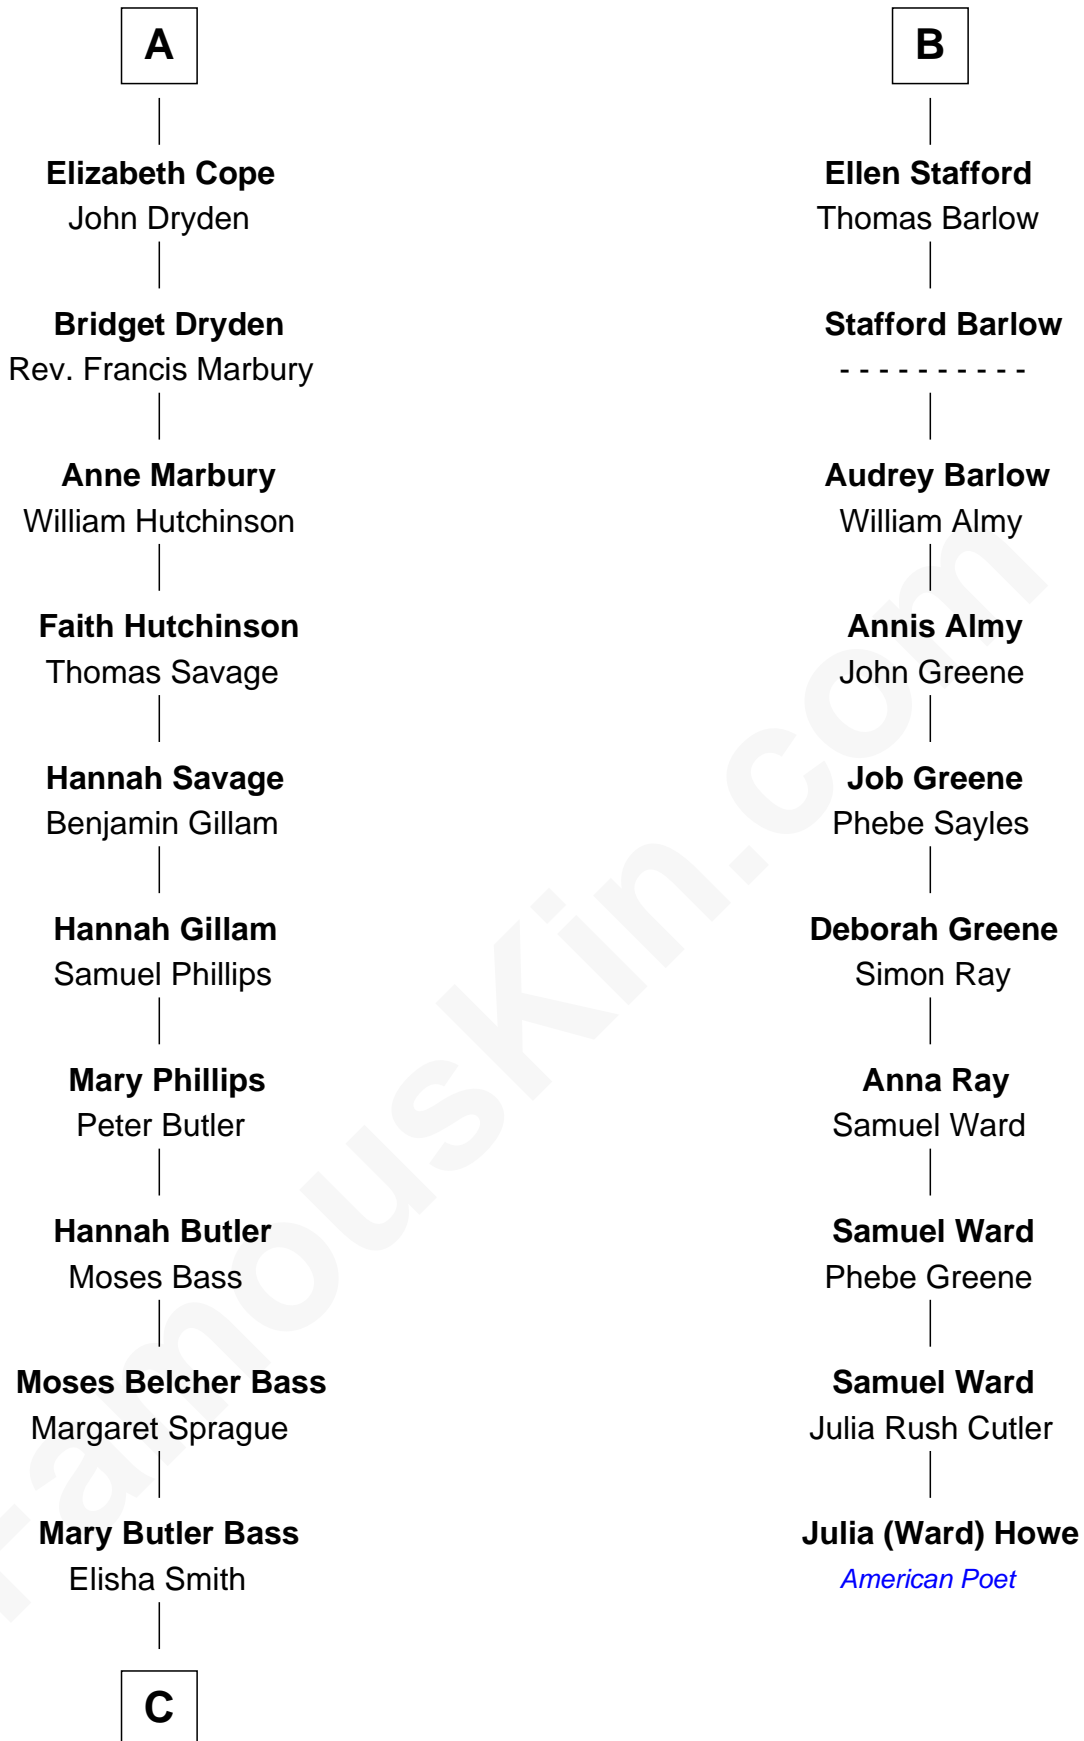 A
Elizabeth Cope
John Dryden
Bridget Dryden
Rev. Francis Marbury
Anne Marbury
William Hutchinson
Faith Hutchinson
Thomas Savage
Hannah Savage
Benjamin Gillam
Hannah Gillam
Samuel Phillips
Mary Phillips
Peter Butler
Hannah Butler
Moses Bass
Moses Belcher Bass
Margaret Sprague
Mary Butler Bass
Elisha Smith
C
B
Ellen Stafford
Thomas Barlow
Stafford Barlow
- - - - - - - - - -
Audrey Barlow
William Almy
Annis Almy
John Greene
Job Greene
Phebe Sayles
Deborah Greene
Simon Ray
Anna Ray
Samuel Ward
Samuel Ward
Phebe Greene
Samuel Ward
Julia Rush Cutler
Julia (Ward) Howe
American Poet
FamousKin.com